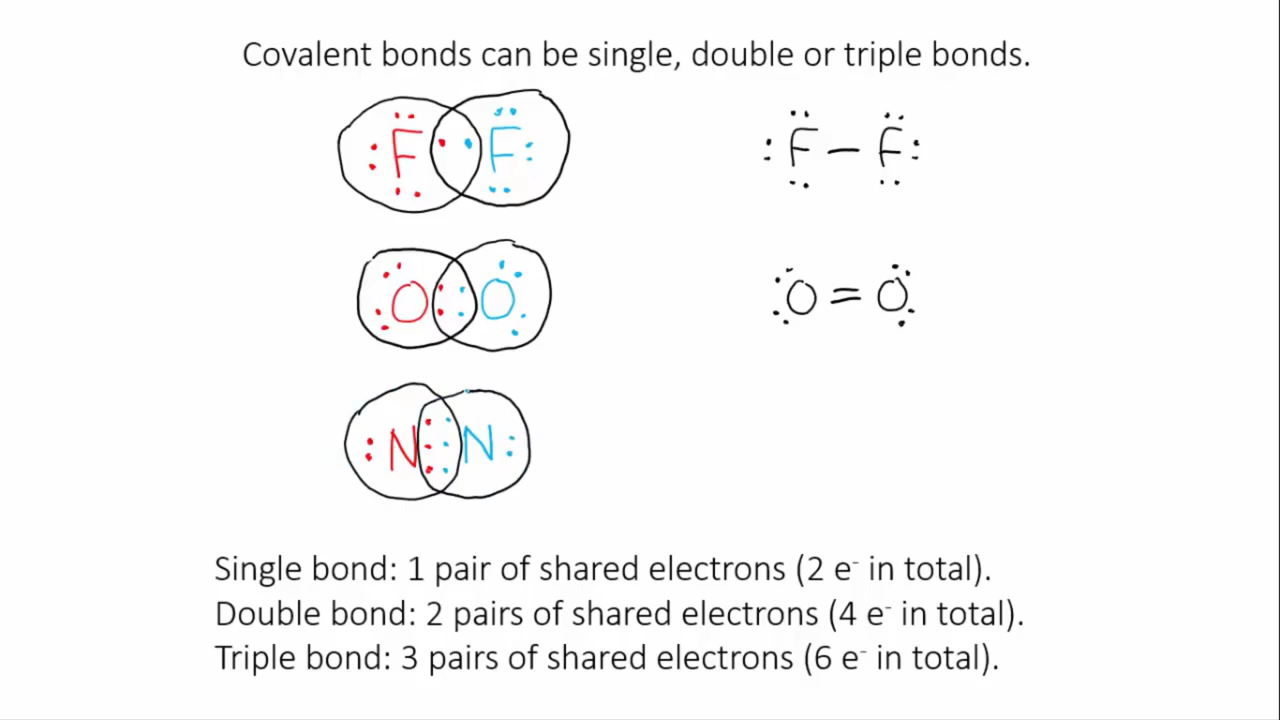 Covalent bonds can be single, double or triple bonds.
F F
F – F
O O
O = O
N N
Single bond: 1 pair of shared electrons (2 e⁻ in total).
Double bond: 2 pairs of shared electrons (4 e⁻ in total).
Triple bond: 3 pairs of shared electrons (6 e⁻ in total).